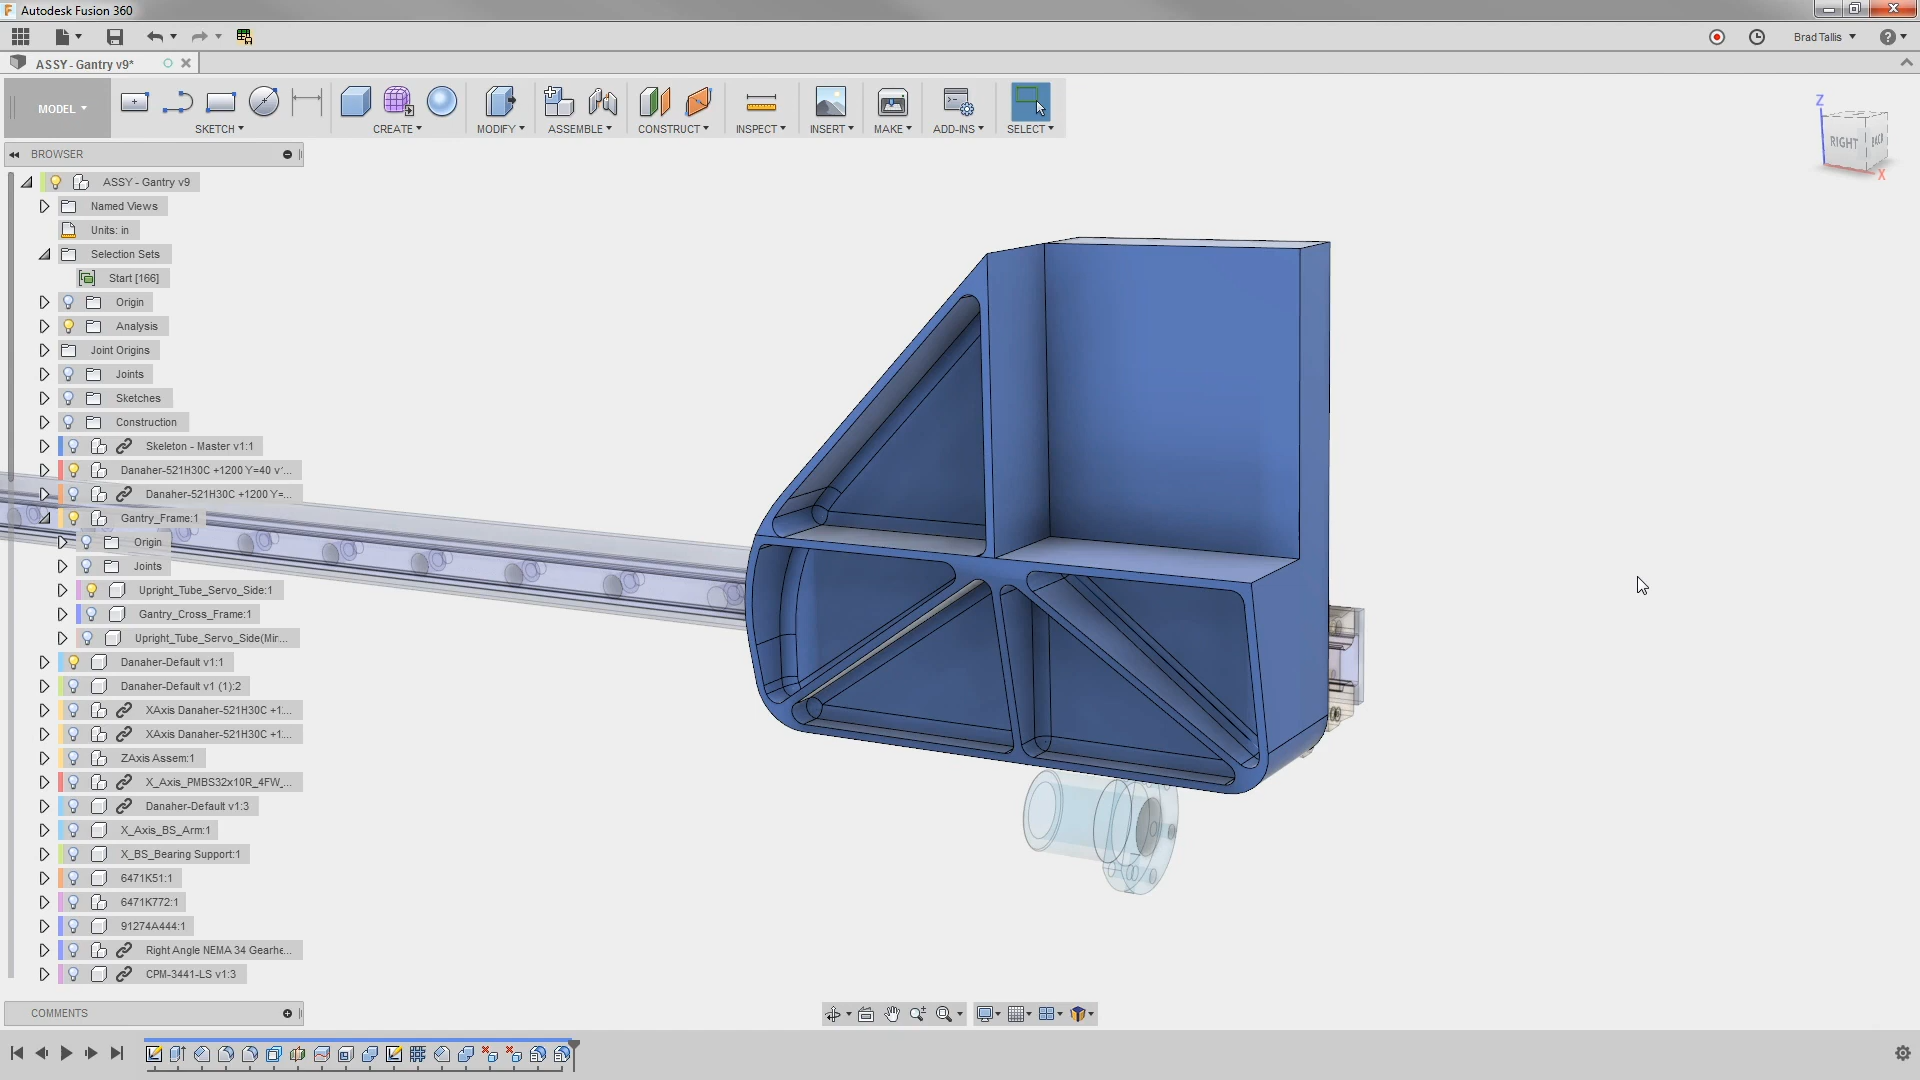 Autodesk Fusion 360
Brad Tallis
ASSY - Gantry v9*
MODEL
SKETCH
CREATE
MODIFY
ASSEMBLE
CONSTRUCT
INSPECT
INSERT
MAKE
ADD-INS
SELECT
Z
RIGHT
BACK
X
BROWSER
ASSY - Gantry v9
Named Views
Units: in
Selection Sets
Start [166]
Origin
Analysis
Joint Origins
Joints
Sketches
Construction
Skeleton - Master v1:1
Danaher-521H30C +1200 Y=40 v'...
Danaher-521H30C +1200 Y=...
Gantry_Frame:1
Origin
Joints
Upright_Tube_Servo_Side:1
Gantry_Cross_Frame:1
Upright_Tube_Servo_Side(Mir...
Danaher-Default v1:1
Danaher-Default v1 (1):2
XAxis Danaher-521H30C +1...
XAxis Danaher-521H30C +1...
ZAxis Assem:1
X_Axis_PMBS32x10R_4FW_...
Danaher-Default v1:3
X_Axis_BS_Arm:1
X_BS_Bearing Support:1
6471K51:1
6471K772:1
91274A444:1
Right Angle NEMA 34 Gearhe...
CPM-3441-LS v1:3
COMMENTS